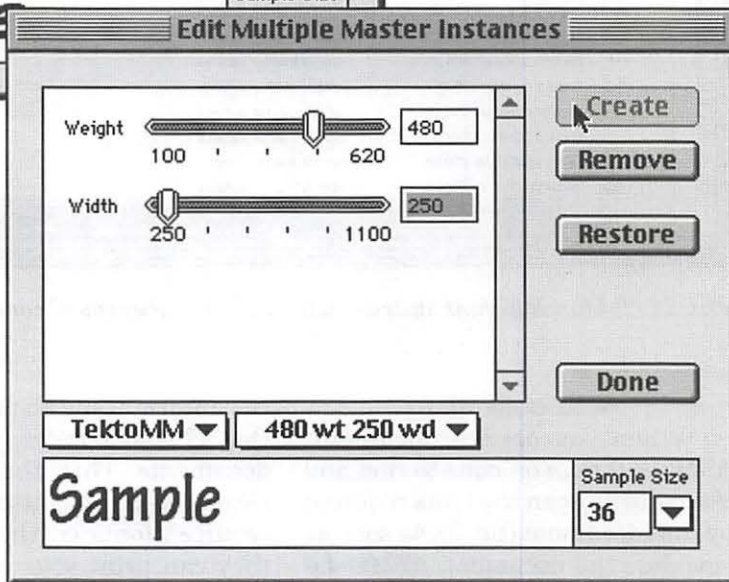 Edit Multiple Master Instances
Weight 480
100 620
Width 250
250 1100
Create
Remove
Restore
Done
TektoMM 480 wt 250 wd
Sample
Sample Size
36